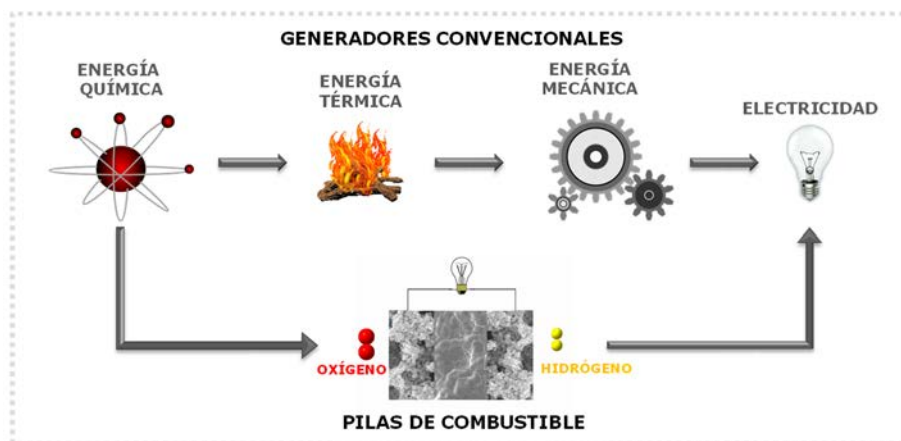 GENERADORES CONVENCIONALES
ENERGÍA
QUÍMICA
ENERGÍA
TÉRMICA
ENERGÍA
MECÁNICA
ELECTRICIDAD
OXÍGENO
HIDRÓGENO
PILAS DE COMBUSTIBLE